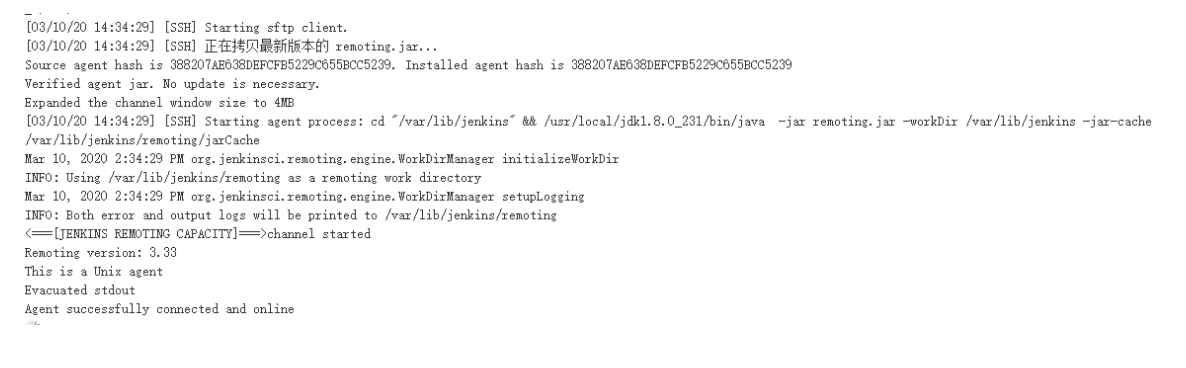 [03/10/20 14:34:29] [SSH] Starting sftp client.
[03/10/20 14:34:29] [SSH] 正在拷贝最新版本的 remoting.jar...
Source agent hash is 388207AE638DEFCFB5229C655BCC5239. Installed agent hash is 388207AE638DEFCFB5229C655BCC5239
Verified agent jar. No update is necessary.
Expanded the channel window size to 4MB
[03/10/20 14:34:29] [SSH] Starting agent process: cd "/var/lib/jenkins" && /usr/local/jdk1.8.0_231/bin/java  -jar remoting.jar -workDir /var/lib/jenkins -jar-cache
/var/lib/jenkins/remoting/jarCache
Mar 10, 2020 2:34:29 PM org.jenkinsci.remoting.engine.WorkDirManager initializeWorkDir
INFO: Using /var/lib/jenkins/remoting as a remoting work directory
Mar 10, 2020 2:34:29 PM org.jenkinsci.remoting.engine.WorkDirManager setupLogging
INFO: Both error and output logs will be printed to /var/lib/jenkins/remoting
<===[JENKINS REMOTING CAPACITY]===>channel started
Remoting version: 3.33
This is a Unix agent
Evacuated stdout
Agent successfully connected and online